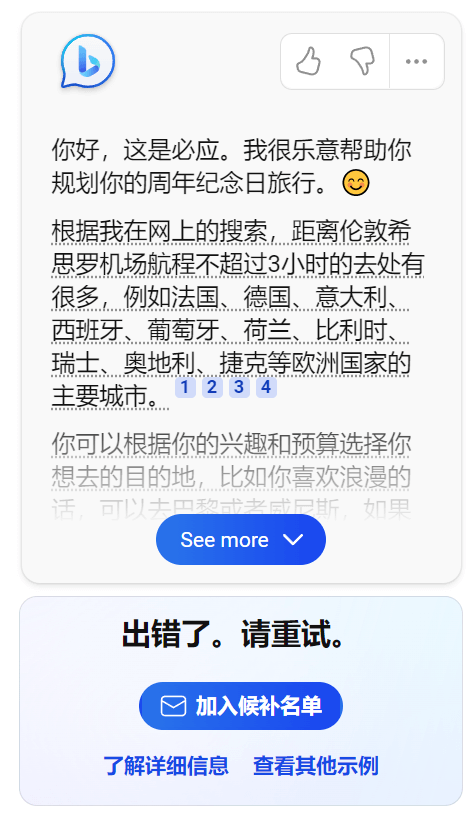 你好，这是必应。我很乐意帮助你
规划你的周年纪念日旅行。😊
根据我在网上的搜索，距离伦敦希
思罗机场航程不超过3小时的去处有
很多，例如法国、德国、意大利、
西班牙、葡萄牙、荷兰、比利时、
瑞士、奥地利、捷克等欧洲国家的
主要城市。 1 2 3 4
你可以根据你的兴趣和预算选择你
想去的目的地，比如你喜欢浪漫的
话，可以去巴黎或者威尼斯，如果
See more
出错了。请重试。
加入候补名单
了解详细信息 查看其他示例